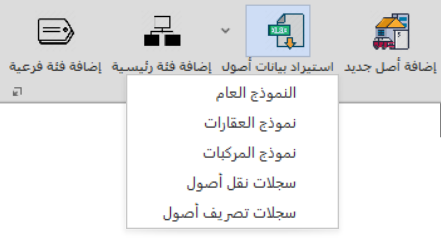 إضافة أصل جديد
استيراد بيانات أصول
إضافة فئة رئيسية
إضافة فئة فرعية
XLSX
النموذج العام
نموذج العقارات
نموذج المركبات
سجلات نقل أصول
سجلات تصريف أصول